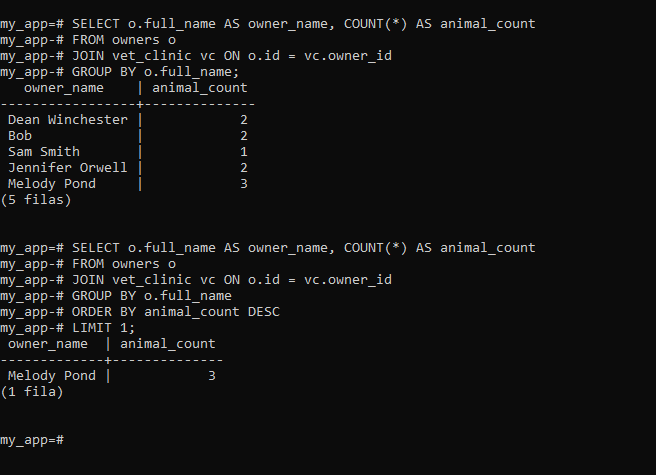 my_app=# SELECT o.full_name AS owner_name, COUNT(*) AS animal_count
my_app-# FROM owners o
my_app-# JOIN vet_clinic vc ON o.id = vc.owner_id
my_app-# GROUP BY o.full_name;
   owner_name    | animal_count
-----------------+--------------
 Dean Winchester |            2
 Bob             |            2
 Sam Smith       |            1
 Jennifer Orwell |            2
 Melody Pond     |            3
(5 filas)
my_app=# SELECT o.full_name AS owner_name, COUNT(*) AS animal_count
my_app-# FROM owners o
my_app-# JOIN vet_clinic vc ON o.id = vc.owner_id
my_app-# GROUP BY o.full_name
my_app-# ORDER BY animal_count DESC
my_app-# LIMIT 1;
 owner_name  | animal_count
-------------+--------------
 Melody Pond |            3
(1 fila)
my_app=#